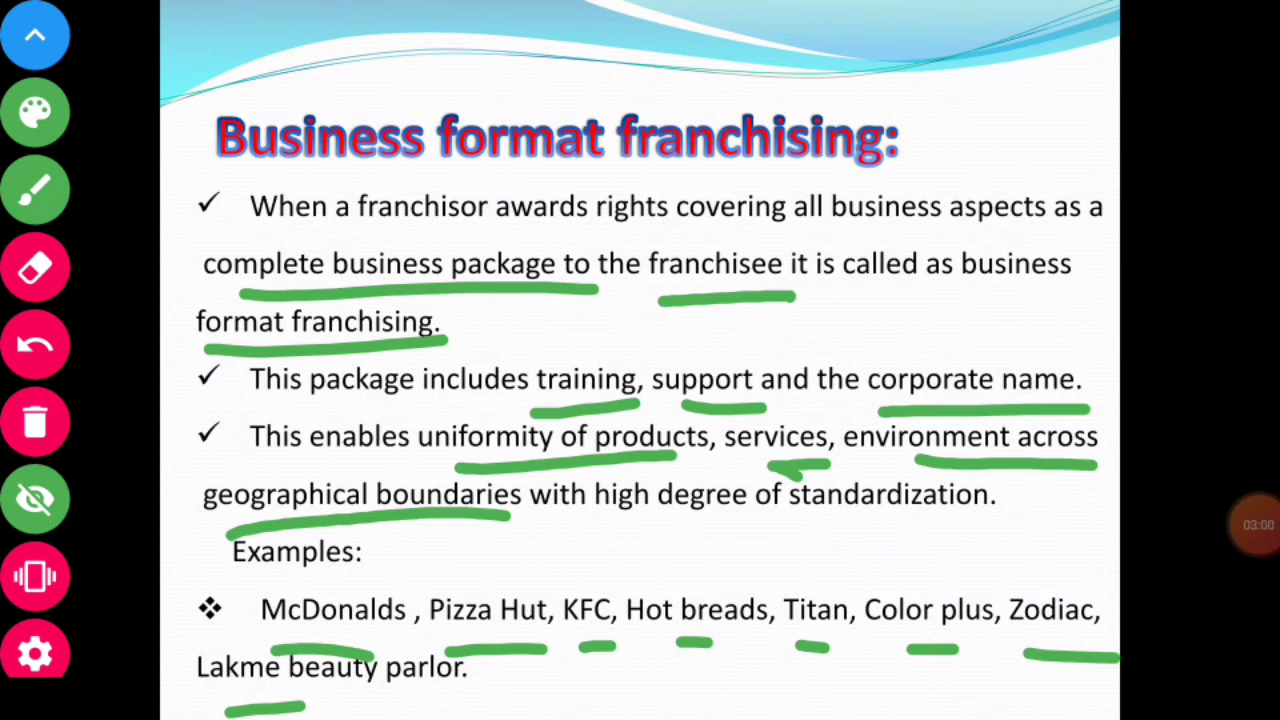 Business format franchising:
✓ When a franchisor awards rights covering all business aspects as a
complete business package to the franchisee it is called as business
format franchising.
✓ This package includes training, support and the corporate name.
✓ This enables uniformity of products, services, environment across
geographical boundaries with high degree of standardization.
Examples:
❖ McDonalds , Pizza Hut, KFC, Hot breads, Titan, Color plus, Zodiac,
Lakme beauty parlor.
03:00